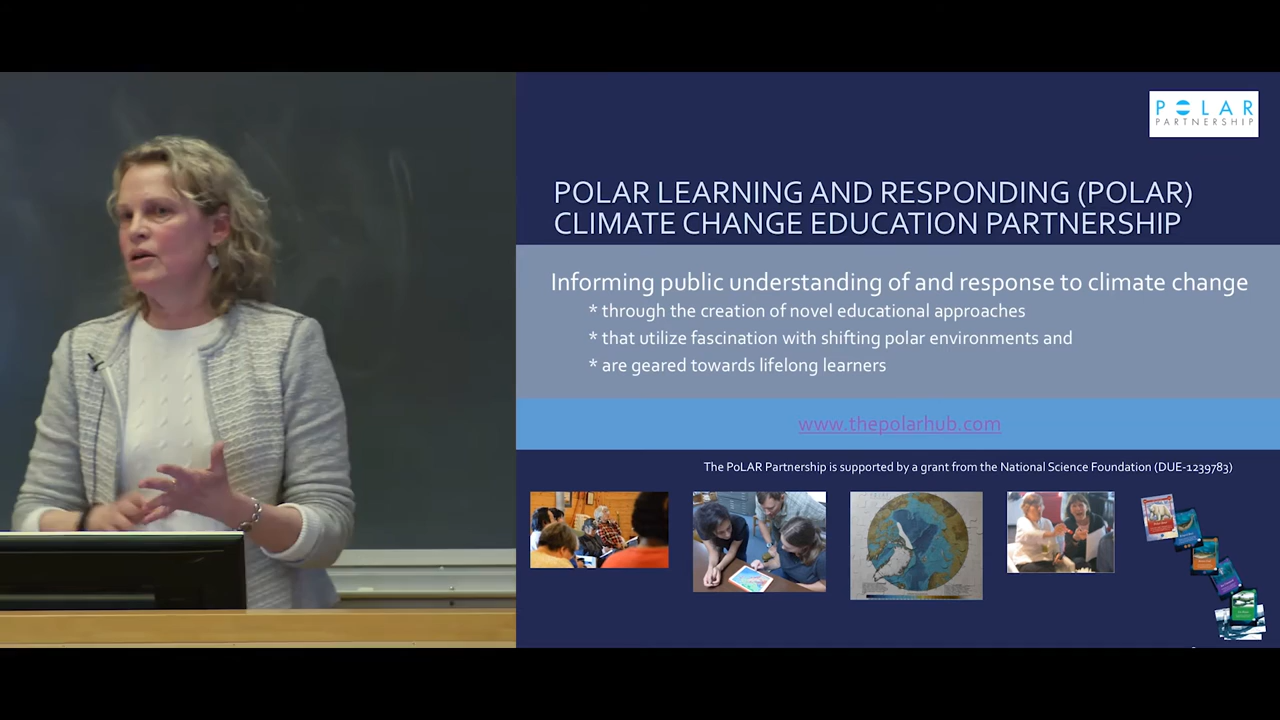 POLAR
PARTNERSHIP
POLAR LEARNING AND RESPONDING (POLAR)
CLIMATE CHANGE EDUCATION PARTNERSHIP
Informing public understanding of and response to climate change
* through the creation of novel educational approaches
* that utilize fascination with shifting polar environments and
* are geared towards lifelong learners
www.thepolarhub.com
The PoLAR Partnership is supported by a grant from the National Science Foundation (DUE-1239783)